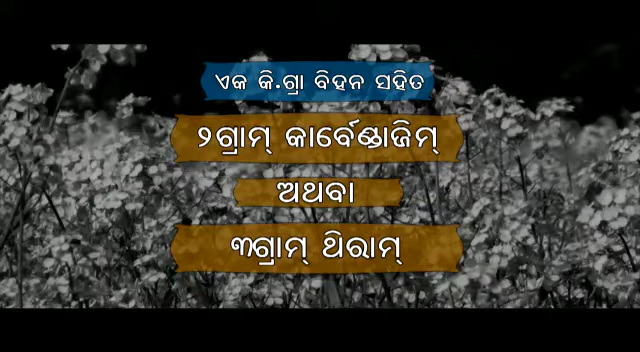 ଏକ କି.ଗ୍ରା ବିହନ ସହିତ
୨ଗ୍ରାମ୍ କାର୍ବେଣ୍ଡାଜିମ୍
ଅଥବା
୩ଗ୍ରାମ୍ ଥିରାମ୍